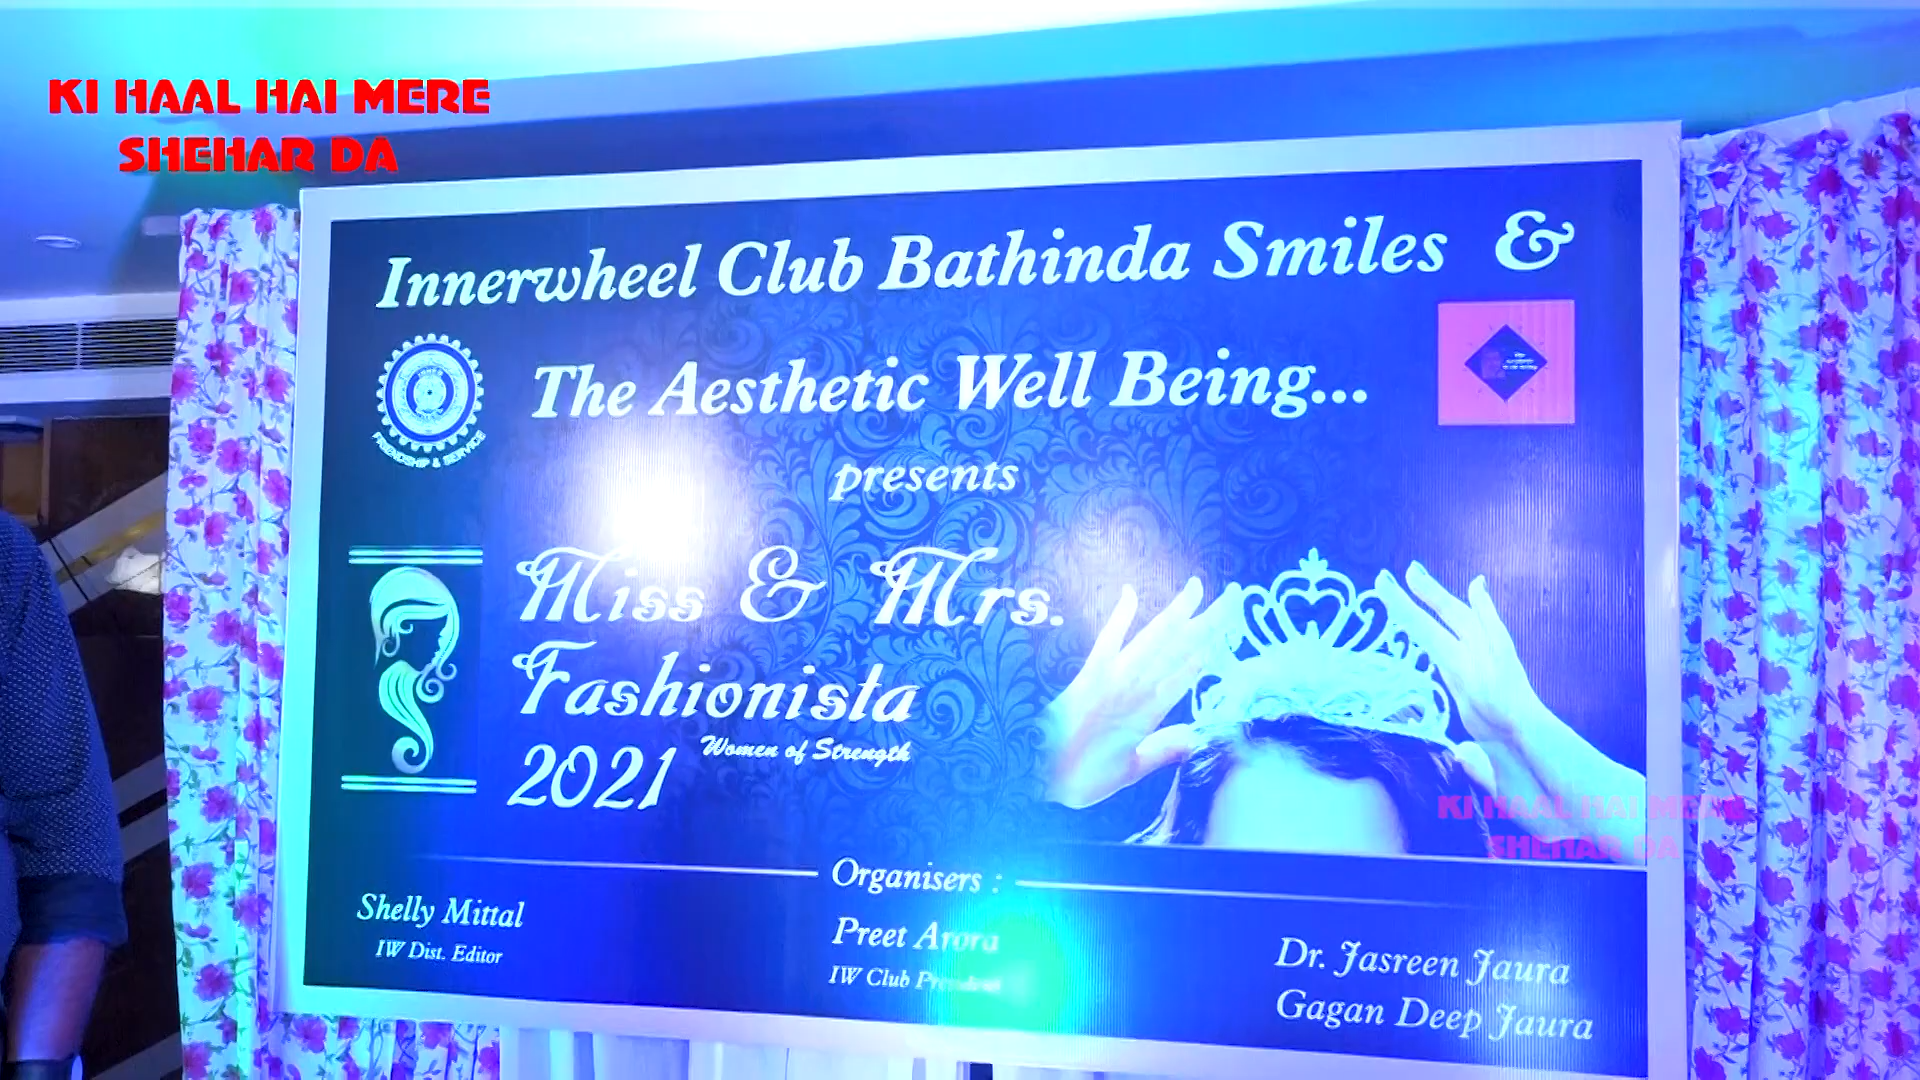 KI HAAL HAI MERE
SHEHAR DA
Innerwheel Club Bathinda Smiles &
The Aesthetic Well Being...
FRIENDSHIP & SERVICE
presents
Miss & Mrs.
Fashionista
2021 Women of Strength
KI HAAL HAI MERE
SHEHAR DA
Organisers :
Shelly Mittal
IW Dist. Editor
Preet Arora
IW Club President
Dr. Jasreen Jaura
Gagan Deep Jaura